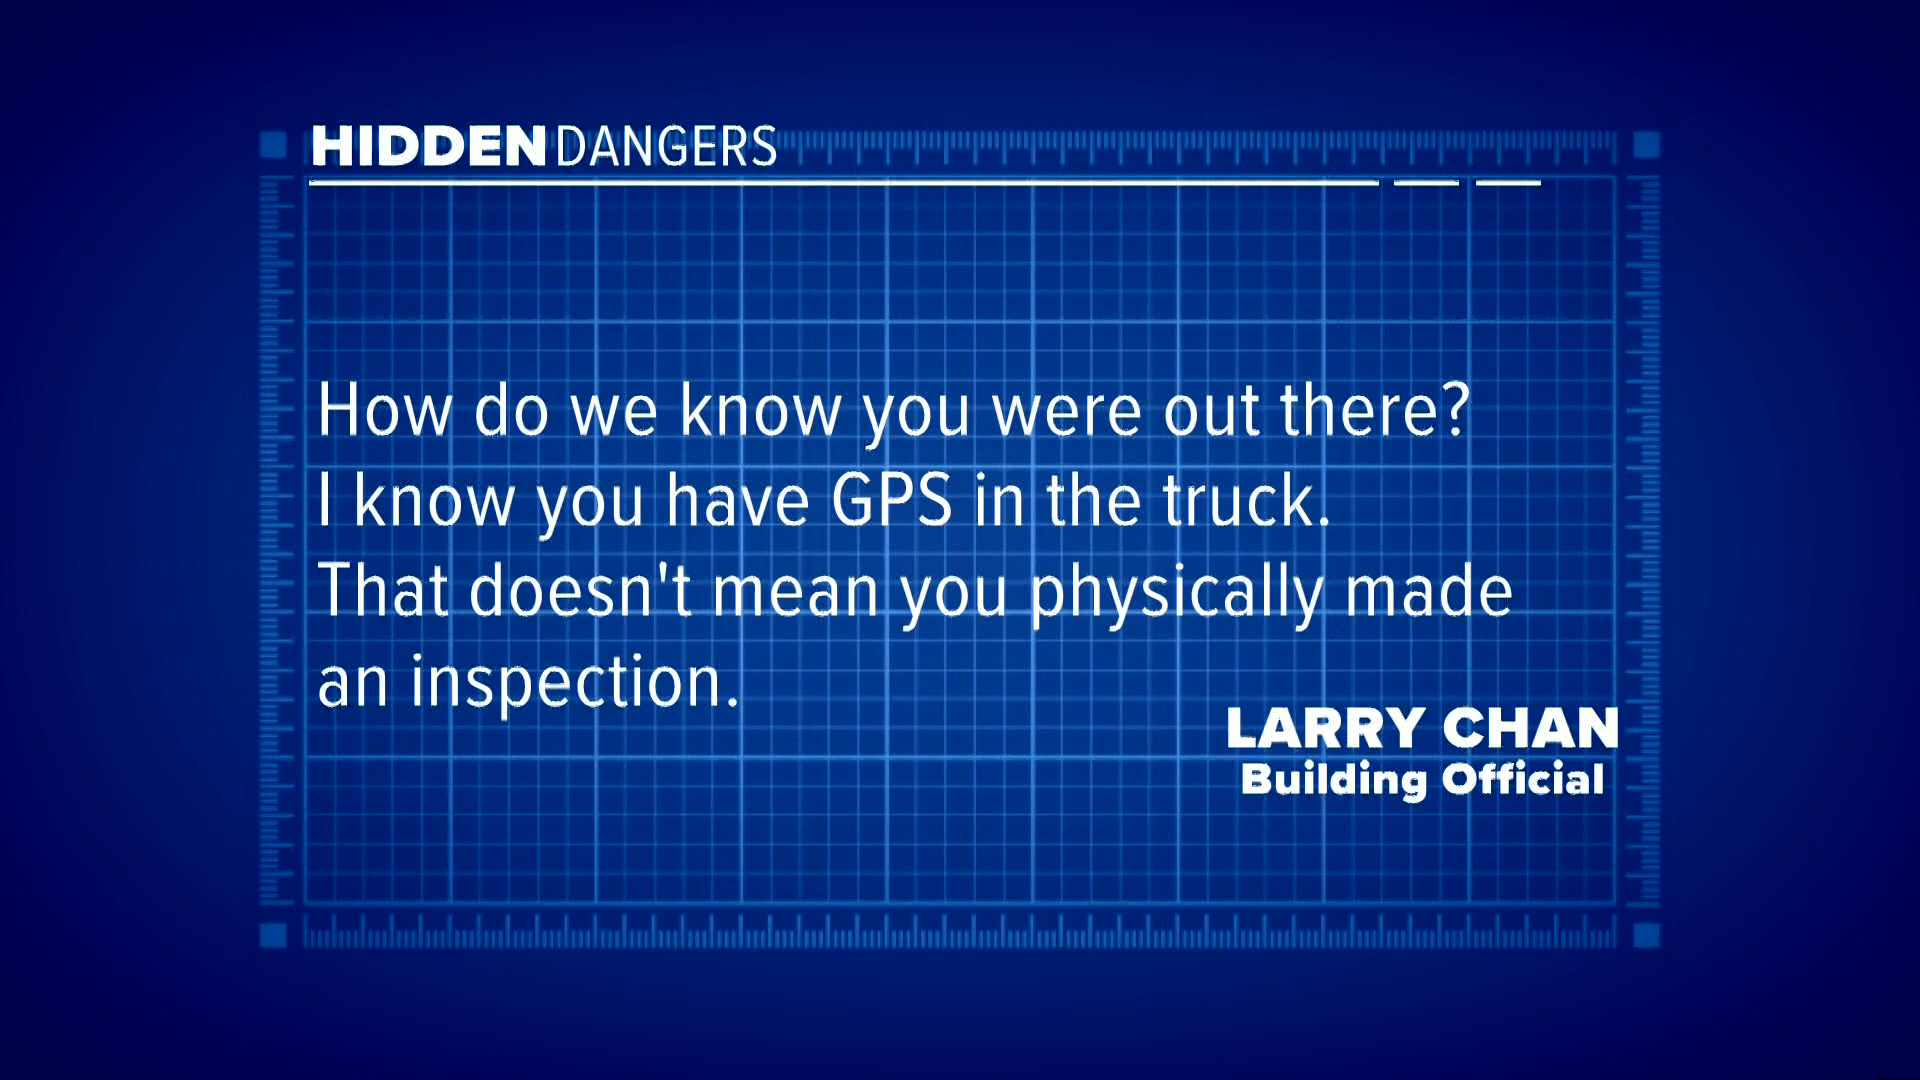 HIDDEN DANGERS
How do we know you were out there?
I know you have GPS in the truck.
That doesn't mean you physically made
an inspection.
LARRY CHAN
Building Official